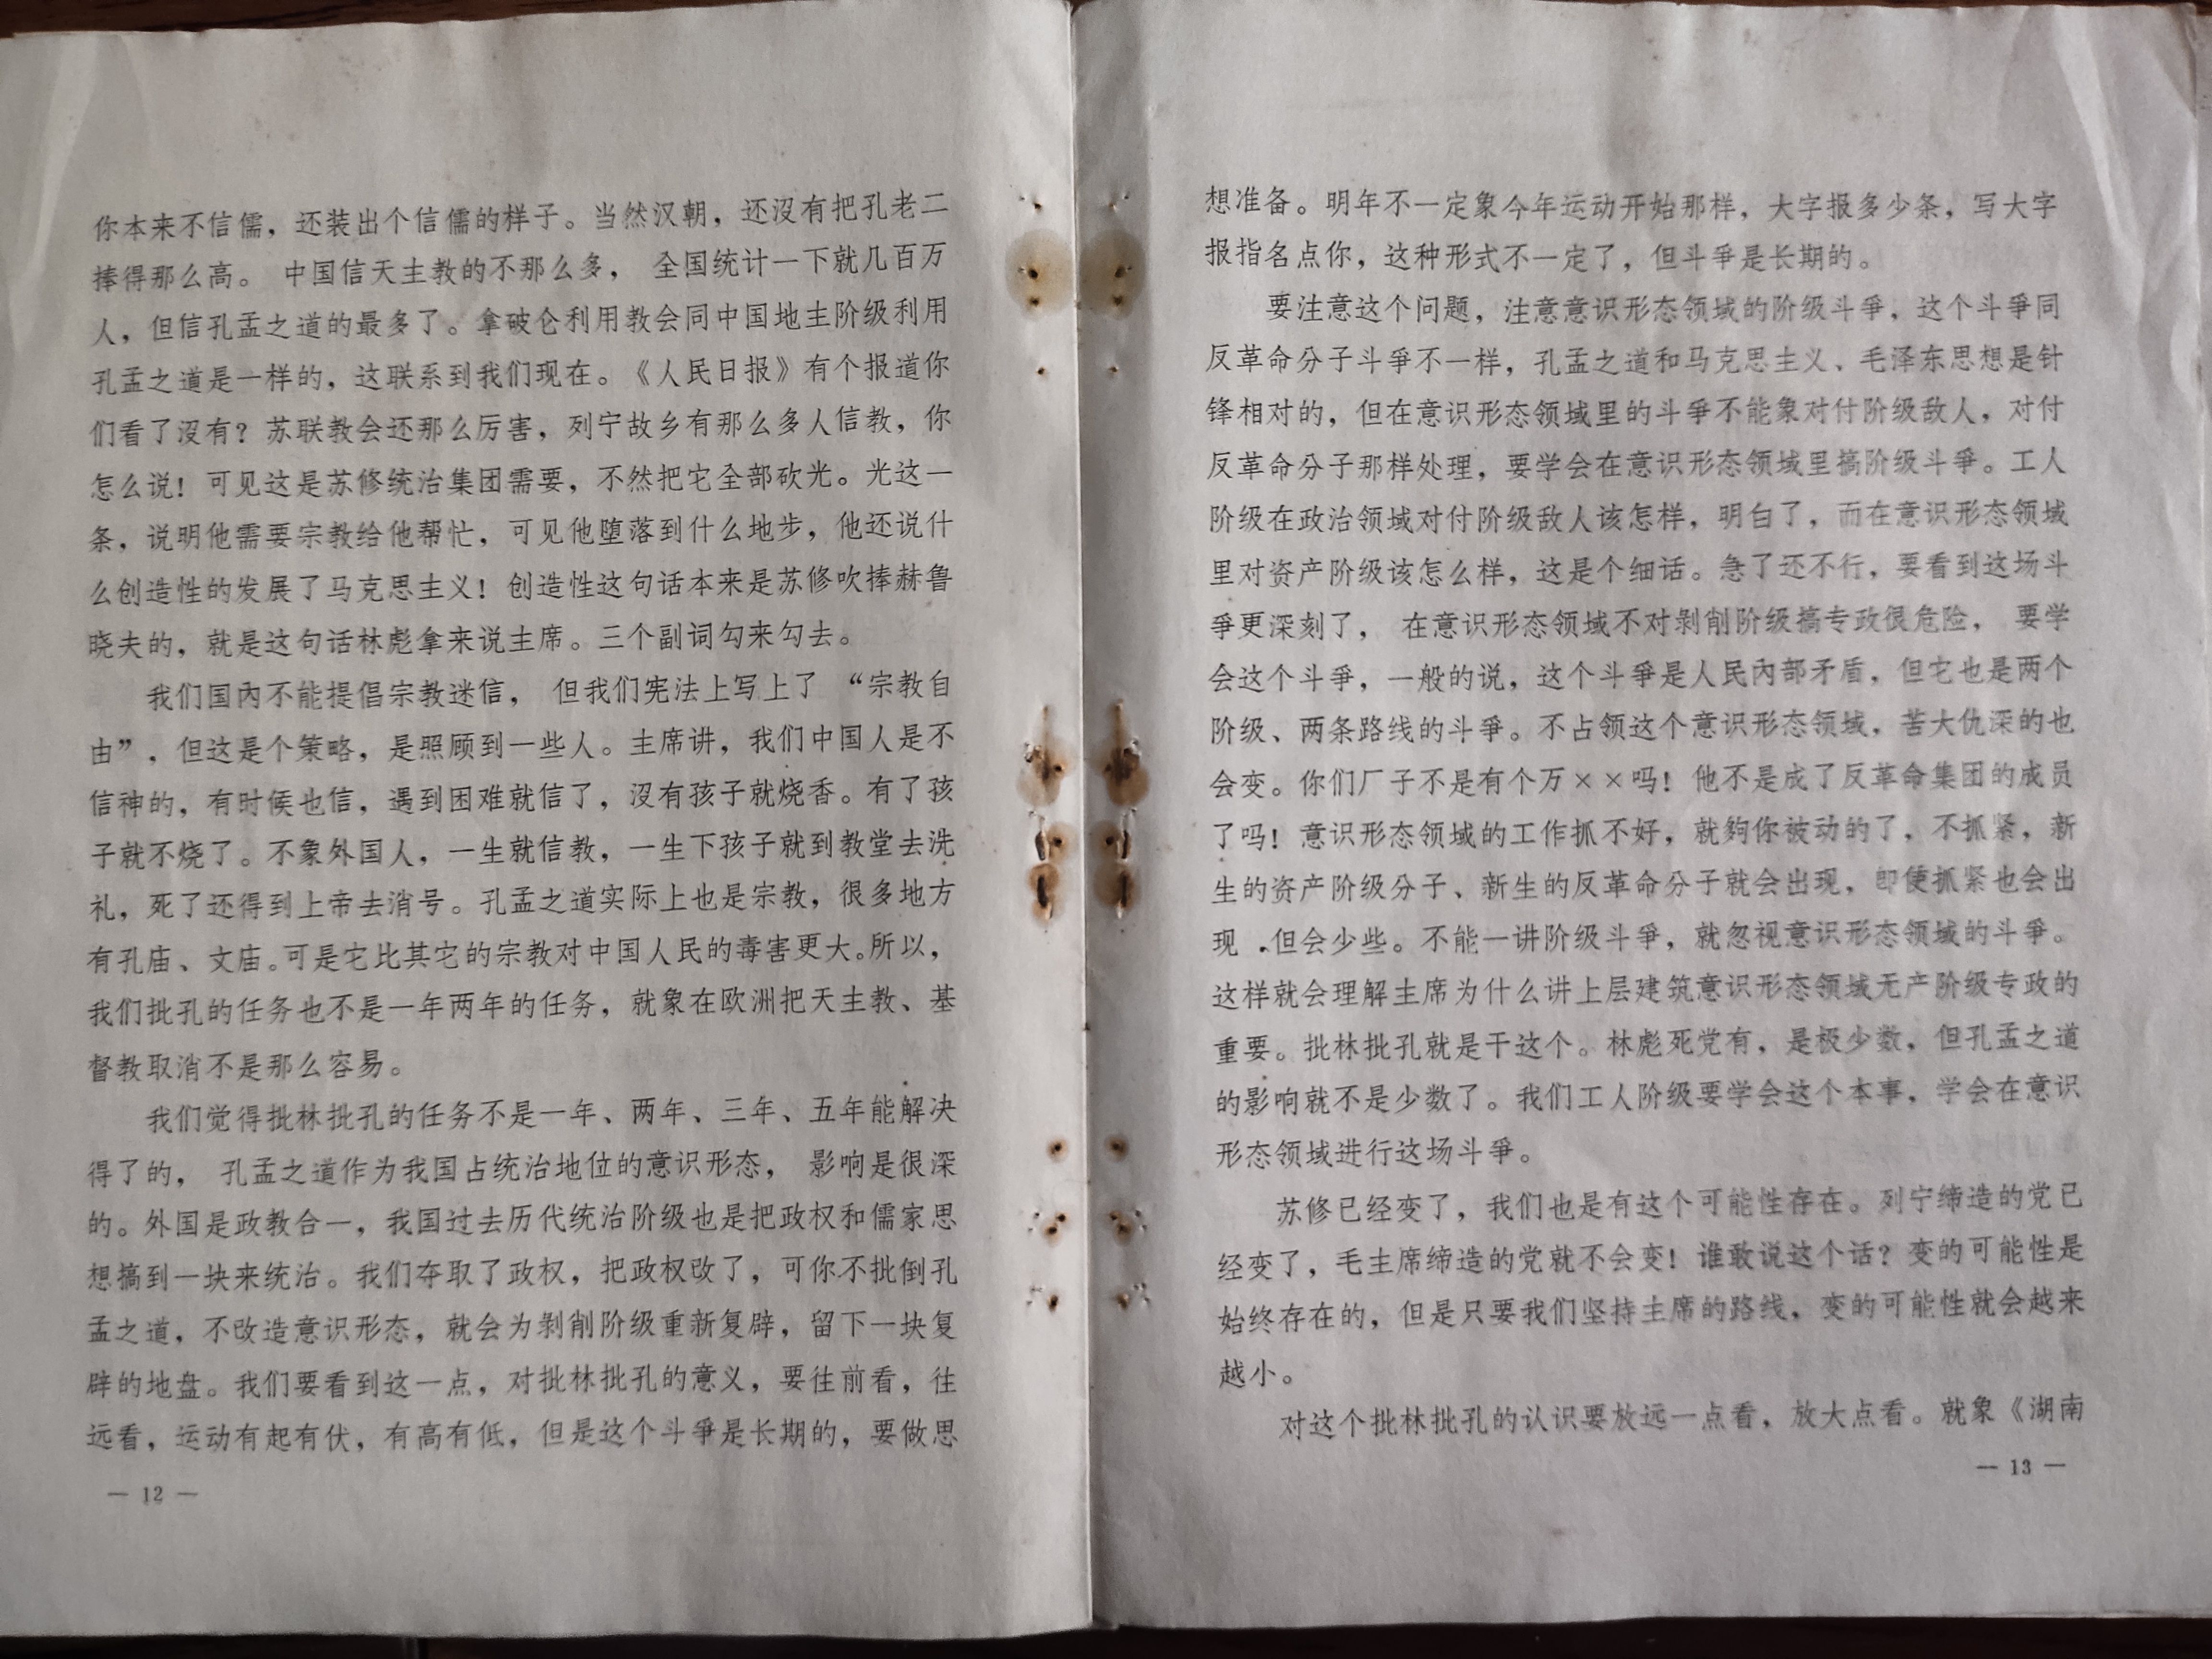 你本来不信儒，还装出个信儒的样子。当然汉朝，还沒有把孔老二
捧得那么高。 中国信天主教的不那么多， 全国统计一下就几百万
人，但信孔孟之道的最多了。拿破仑利用教会同中国地主阶级利用
孔孟之道是一样的，这联系到我们现在。《人民日报》有个报道你
们看了沒有？苏联教会还那么厉害，列宁故乡有那么多人信教，你
怎么说！可见这是苏修统治集团需要，不然把它全部砍光。光这一
条，说明他需要宗教给他帮忙，可见他堕落到什么地步，他还说什
么创造性的发展了马克思主义！创造性这句话本来是苏修吹捧赫鲁
晓夫的，就是这句话林彪拿来说主席。三个副词勾来勾去。
我们国內不能提倡宗教迷信， 但我们宪法上写上了 “宗教自
由”，但这是个策略，是照顾到一些人。主席讲，我们中国人是不
信神的，有时候也信，遇到困难就信了，沒有孩子就烧香。有了孩
子就不烧了。不象外国人，一生就信教，一生下孩子就到教堂去洗
礼，死了还得到上帝去消号。孔孟之道实际上也是宗教，很多地方
有孔庙、文庙。可是它比其它的宗教对中国人民的毒害更大。所以，
我们批孔的任务也不是一年两年的任务，就象在欧洲把天主教、基
督教取消不是那么容易。
我们觉得批林批孔的任务不是一年、两年、三年、五年能解决
得了的， 孔孟之道作为我国占统治地位的意识形态， 影响是很深
的。外国是政教合一，我国过去历代统治阶级也是把政权和儒家思
想搞到一块来统治。我们夺取了政权，把政权改了，可你不批倒孔
孟之道，不改造意识形态，就会为剥削阶级重新复辟，留下一块复
辟的地盘。我们要看到这一点，对批林批孔的意义，要往前看，往
远看，运动有起有伏，有高有低，但是这个斗爭是长期的，要做思
— 12 —
想准备。明年不一定象今年运动开始那样，大字报多少条，写大字
报指名点你，这种形式不一定了，但斗爭是长期的。
要注意这个问题，注意意识形态领域的阶级斗爭，这个斗爭同
反革命分子斗爭不一样，孔孟之道和马克思主义、毛泽东思想是针
锋相对的，但在意识形态领域里的斗爭不能象对付阶级敌人，对付
反革命分子那样处理，要学会在意识形态领域里搞阶级斗爭。工人
阶级在政治领域对付阶级敌人该怎样，明白了，而在意识形态领域
里对资产阶级该怎么样，这是个细话。急了还不行，要看到这场斗
爭更深刻了， 在意识形态领域不对剥削阶级搞专政很危险， 要学
会这个斗爭，一般的说，这个斗爭是人民內部矛盾，但它也是两个
阶级、两条路线的斗爭。不占领这个意识形态领域，苦大仇深的也
会变。你们厂子不是有个万××吗！他不是成了反革命集团的成员
了吗！意识形态领域的工作抓不好，就夠你被动的了，不抓紧，新
生的资产阶级分子、新生的反革命分子就会出现，即使抓紧也会出
现，但会少些。不能一讲阶级斗爭，就忽视意识形态领域的斗爭。
这样就会理解主席为什么讲上层建筑意识形态领域无产阶级专政的
重要。批林批孔就是干这个。林彪死党有，是极少数，但孔孟之道
的影响就不是少数了。我们工人阶级要学会这个本事，学会在意识
形态领域进行这场斗爭。
苏修已经变了，我们也是有这个可能性存在。列宁缔造的党已
经变了，毛主席缔造的党就不会变！谁敢说这个话？变的可能性是
始终存在的，但是只要我们坚持主席的路线，变的可能性就会越来
越小。
对这个批林批孔的认识要放远一点看，放大点看。就象《湖南
— 13 —